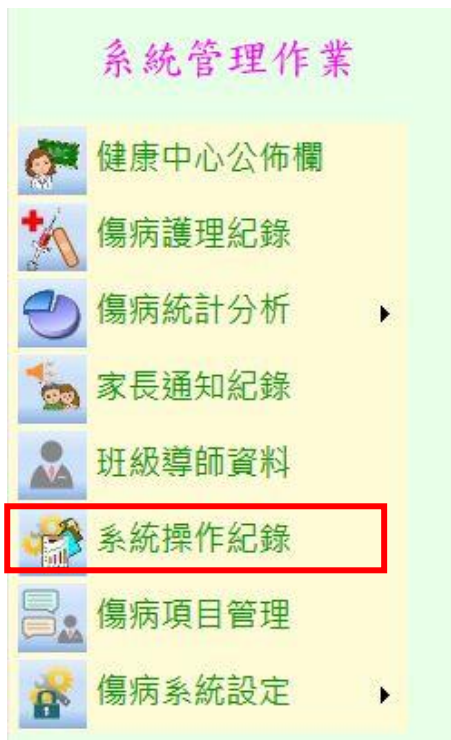 系統管理作業
健康中心公佈欄
傷病護理紀錄
傷病統計分析
家長通知紀錄
班級導師資料
系統操作紀錄
傷病項目管理
傷病系統設定